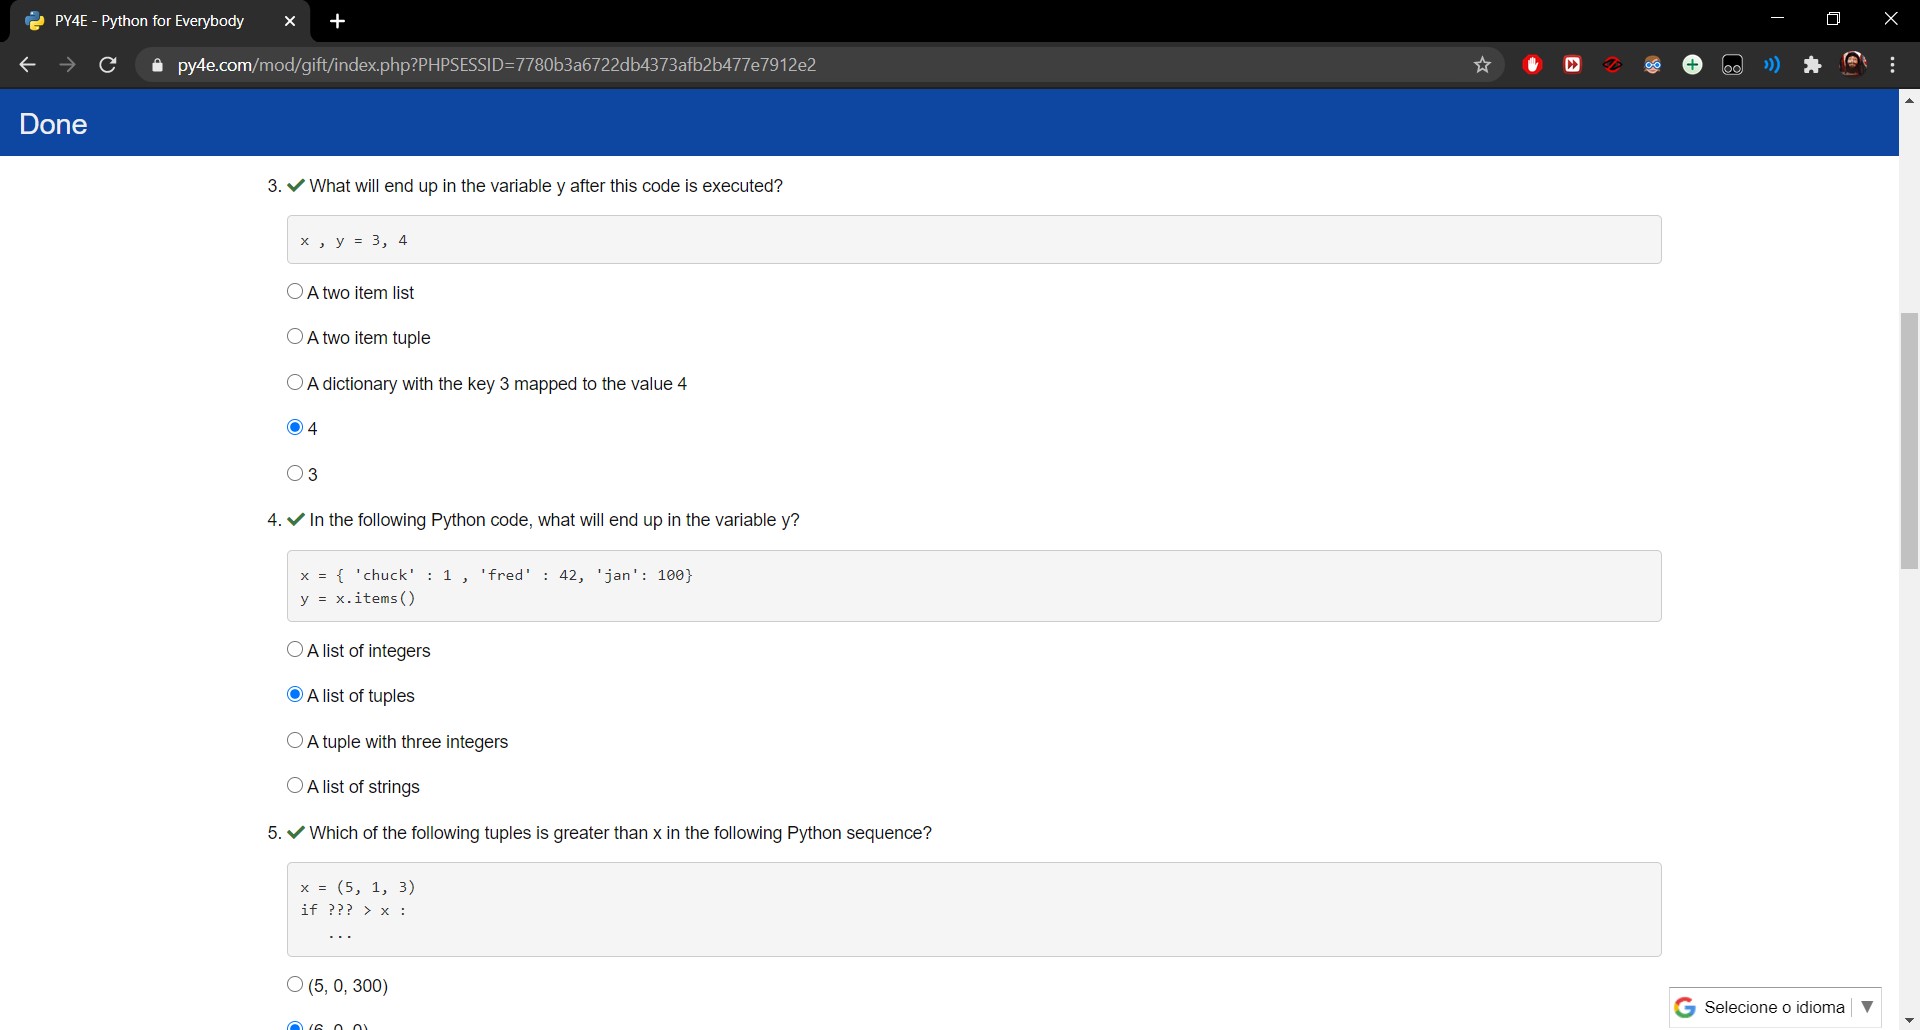 PY4E - Python for Everybody
py4e.com/mod/gift/index.php?PHPSESSID=7780b3a6722db4373afb2b477e7912e2
Done
3. What will end up in the variable y after this code is executed?
x , y = 3, 4
A two item list
A two item tuple
A dictionary with the key 3 mapped to the value 4
4
3
4. In the following Python code, what will end up in the variable y?
x = { 'chuck' : 1 , 'fred' : 42, 'jan': 100}
y = x.items()
A list of integers
A list of tuples
A tuple with three integers
A list of strings
5. Which of the following tuples is greater than x in the following Python sequence?
x = (5, 1, 3)
if ??? > x :
...
(5, 0, 300)
(6, 0, 0)
Selecione o idioma